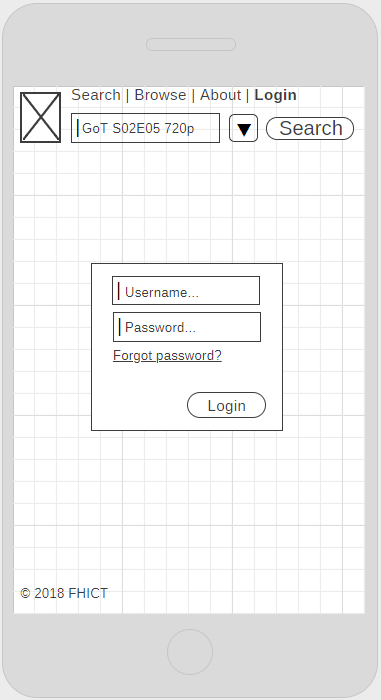 Search | Browse | About | Login
GoT S02E05 720p
Search
Username...
Password...
Forgot password?
Login
© 2018 FHICT